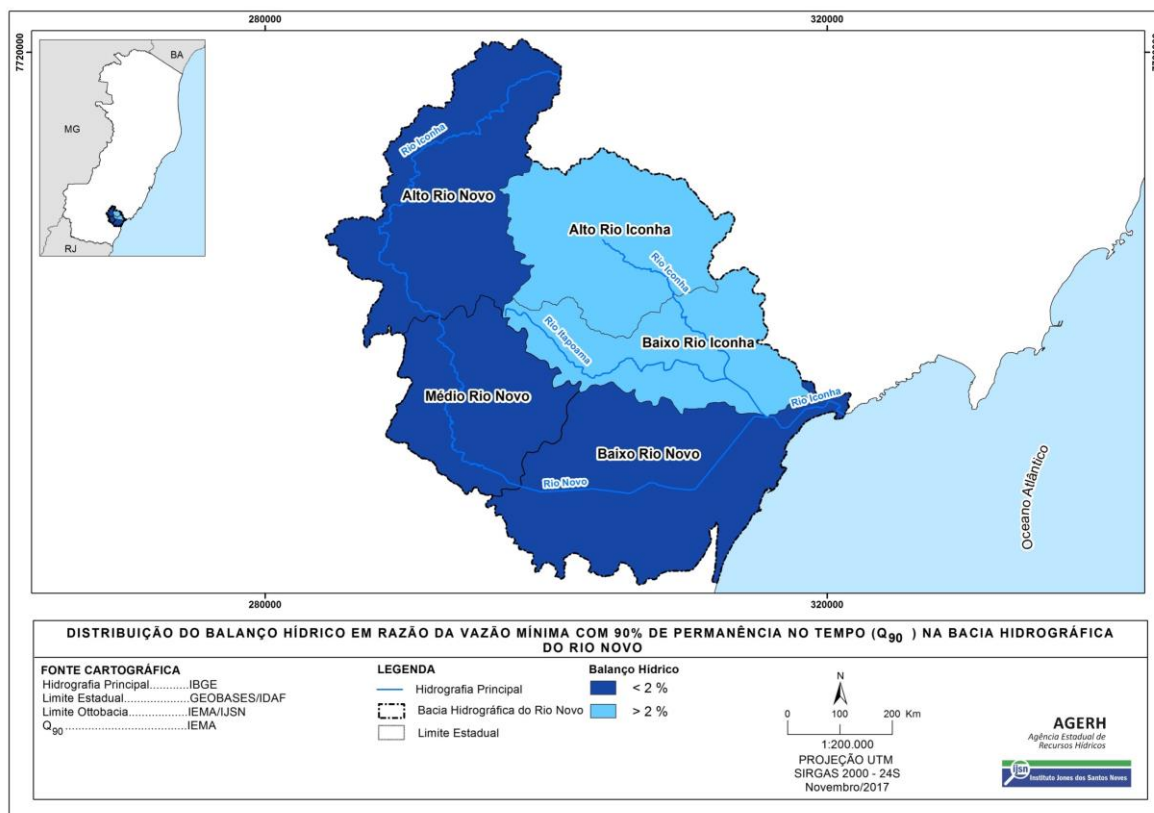 280000
320000
7720000
7720000
BA
MG
RJ
Rio Iconha
Alto Rio Novo
Alto Rio Iconha
Rio Iconha
Rio Itapoama
Baixo Rio Iconha
Médio Rio Novo
Rio Iconha
Baixo Rio Novo
Rio Novo
Oceano Atlântico
280000
320000
DISTRIBUIÇÃO DO BALANÇO HÍDRICO EM RAZÃO DA VAZÃO MÍNIMA COM 90% DE PERMANÊNCIA NO TEMPO (Q90 ) NA BACIA HIDROGRÁFICA
DO RIO NOVO
FONTE CARTOGRÁFICA
Hidrografia Principal............IBGE
Limite Estadual.....................GEOBASES/IDAF
Limite Ottobacia...................IEMA/IJSN
Q90..............................IEMA
LEGENDA
Hidrografia Principal
Bacia Hidrográfica do Rio Novo
Limite Estadual
Balanço Hídrico
< 2 %
> 2 %
N
0 100 200 Km
1:200.000
PROJEÇÃO UTM
SIRGAS 2000 - 24S
Novembro/2017
AGERH
Agência Estadual de
Recursos Hídricos
ijsn
Instituto Jones dos Santos Neves